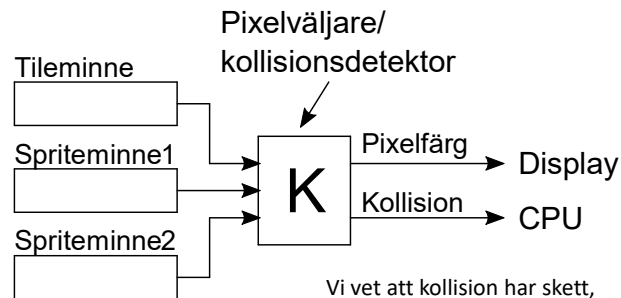 Pixelväljare/
kollisionsdetektor
Tileminne
Spriteminne1
Spriteminne2
K
Pixelfärg
Display
Kollision
CPU
Vi vet att kollision har skett,